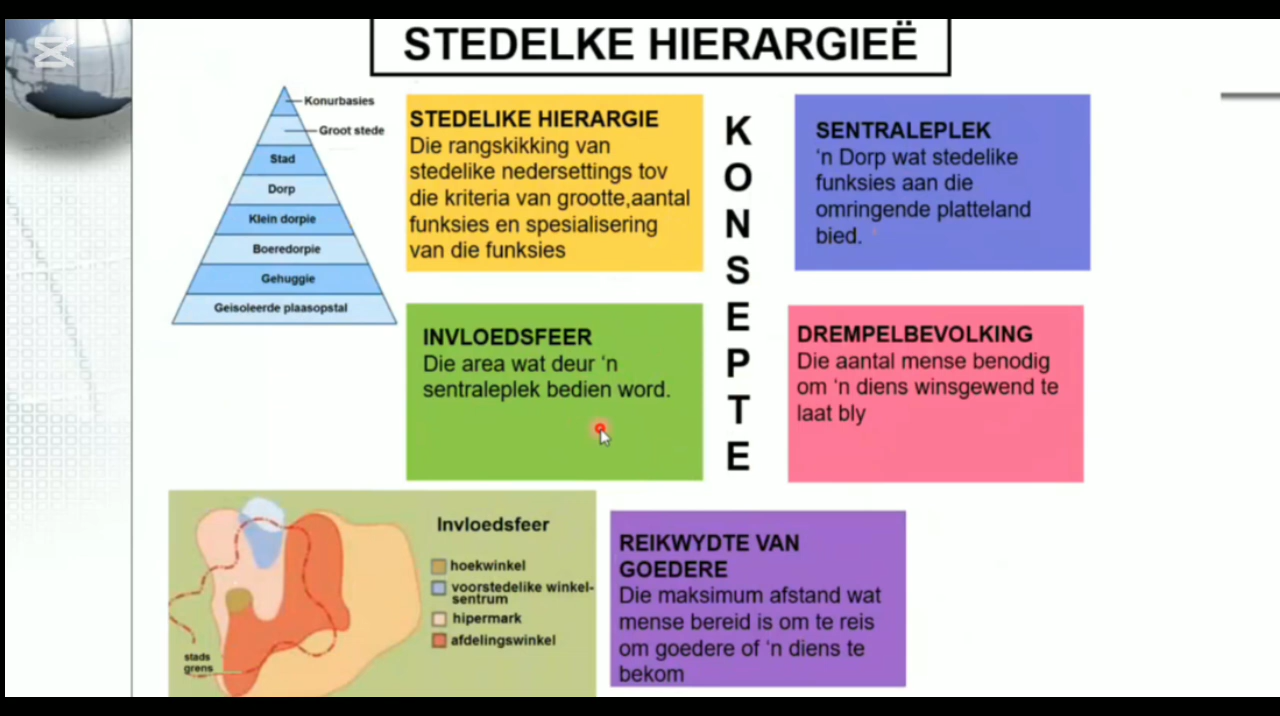 STEDELKE HIERARGIEË
Konurbasies
Groot stede
Stad
Dorp
Klein dorpie
Boeredorpie
Gehuggie
Geisoleerde plaasopstal
STEDELIKE HIERARGIE
Die rangskikking van
stedelike nedersettings tov
die kriteria van grootte,aantal
funksies en spesialisering
van die funksies
K
O
N
S
E
P
T
E
SENTRALEPLEK
‘n Dorp wat stedelike
funksies aan die
omringende platteland
bied.
INVLOEDSFEER
Die area wat deur ‘n
sentraleplek bedien word.
DREMPELBEVOLKING
Die aantal mense benodig
om ‘n diens winsgewend te
laat bly
Invloedsfeer
hoekwinkel
voorstedelike winkel-
sentrum
hipermark
afdelingswinkel
stads
grens
REIKWYDTE VAN
GOEDERE
Die maksimum afstand wat
mense bereid is om te reis
om goedere of ‘n diens te
bekom